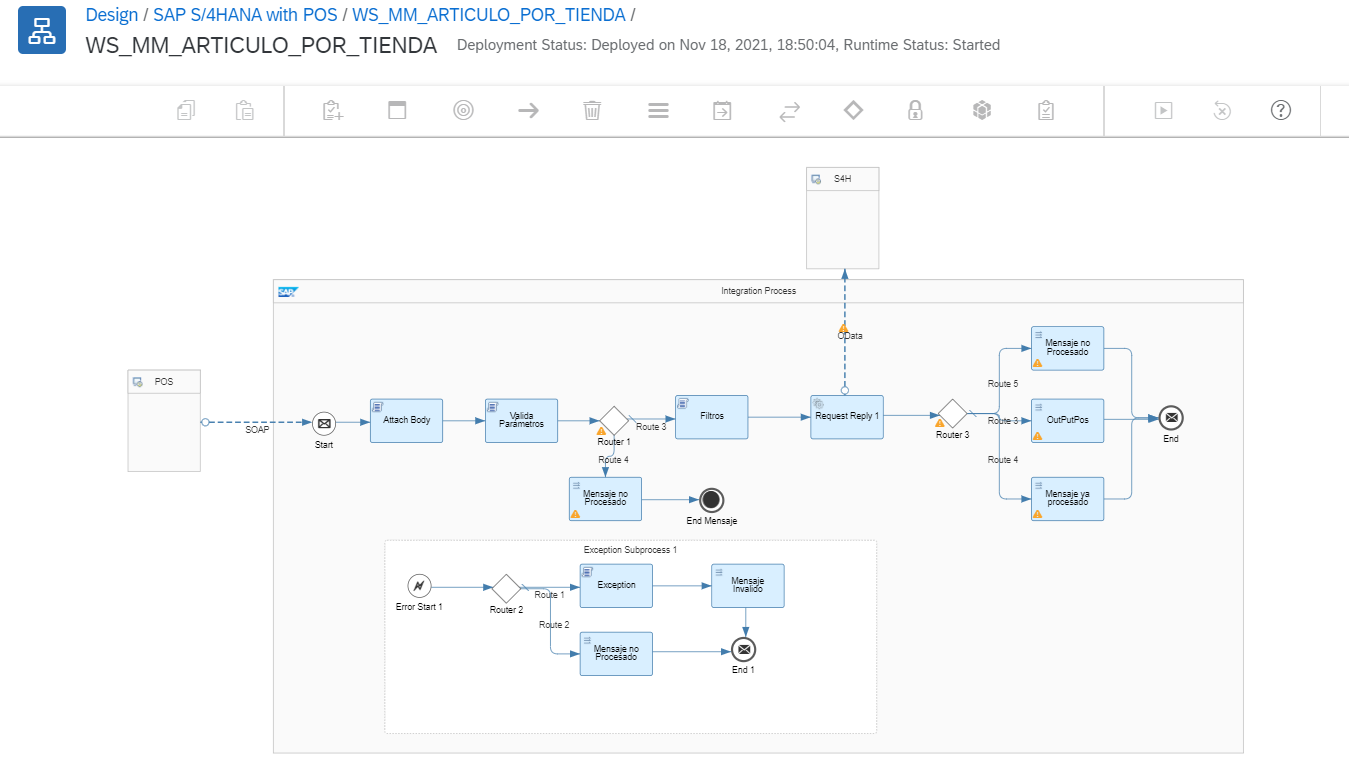 Design / SAP S/4HANA with POS / WS_MM_ARTICULO_POR_TIENDA /
WS_MM_ARTICULO_POR_TIENDA
Deployment Status: Deployed on Nov 18, 2021, 18:50:04, Runtime Status: Started
S4H
SAP
Integration Process
OData
POS
SOAP
Start
Attach Body
Valida
Parametros
Router 1
Route 3
Route 4
Filtros
Request Reply 1
Router 3
Route 5
Route 3
Route 4
Mensaje no
Procesado
OutPutPos
Mensaje ya
procesado
End
Mensaje no
Procesado
End Mensaje
Exception Subprocess 1
Error Start 1
Router 2
Route 1
Route 2
Exception
Mensaje
Invalido
Mensaje no
Procesado
End 1